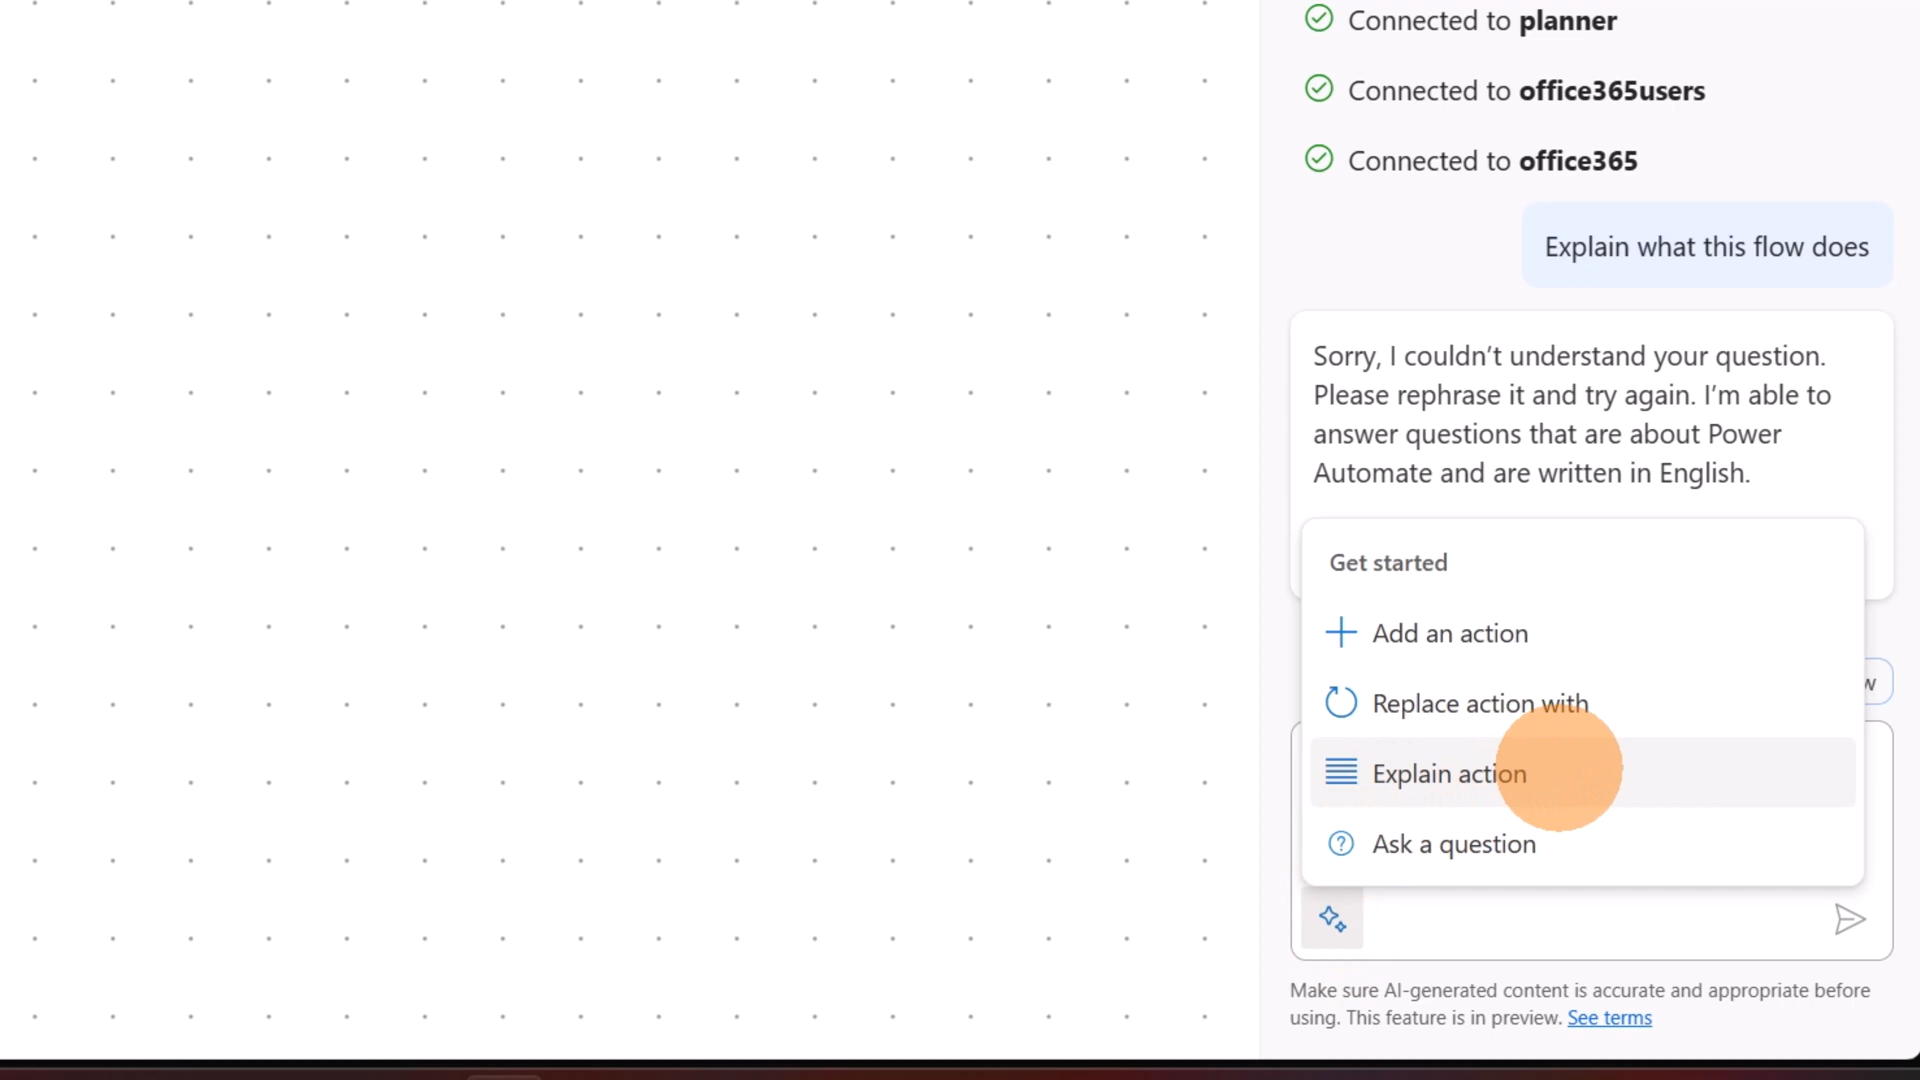 Connected to planner
Connected to office365users
Connected to office365
Explain what this flow does
Sorry, I couldn’t understand your question.
Please rephrase it and try again. I’m able to
answer questions that are about Power
Automate and are written in English.
Get started
Add an action
Replace action with
w
Explain action
Ask a question
Make sure AI-generated content is accurate and appropriate before
using. This feature is in preview. See terms